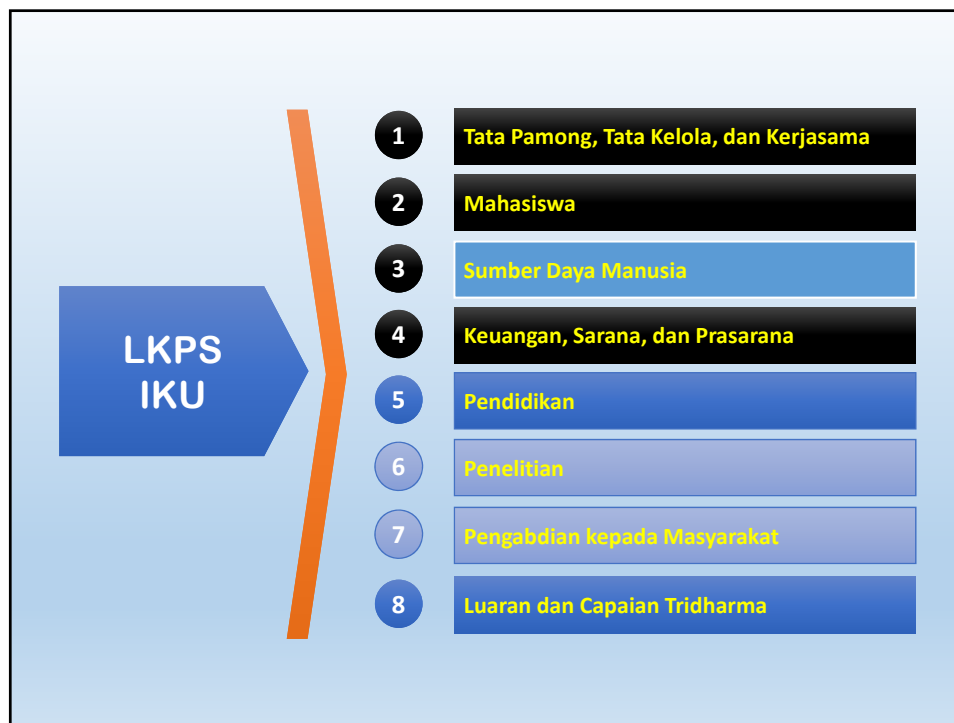 LKPS
IKU
1 Tata Pamong, Tata Kelola, dan Kerjasama
2 Mahasiswa
3 Sumber Daya Manusia
4 Keuangan, Sarana, dan Prasarana
5 Pendidikan
6 Penelitian
7 Pengabdian kepada Masyarakat
8 Luaran dan Capaian Tridharma